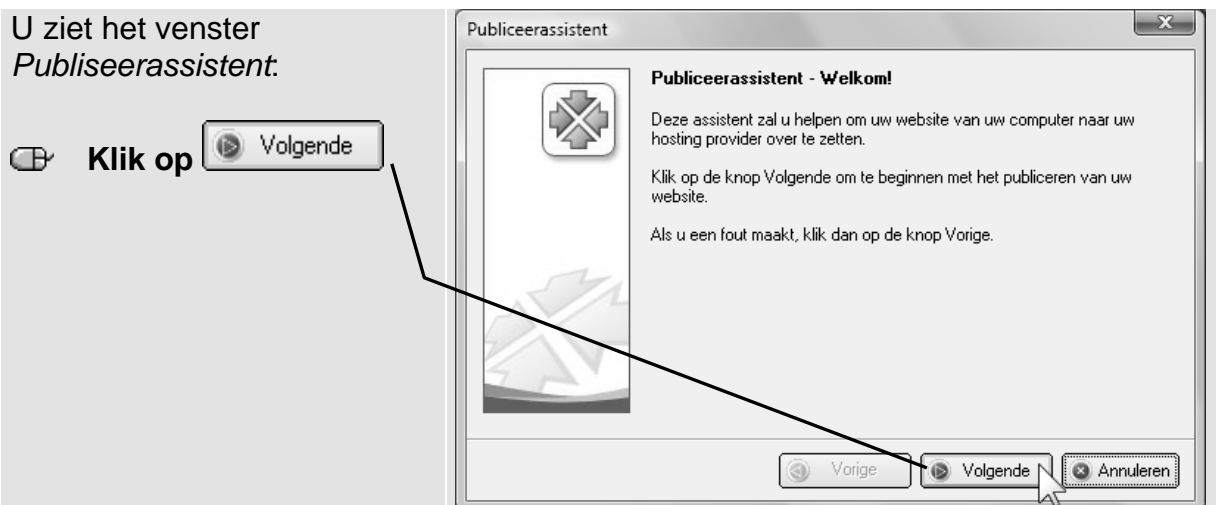 U ziet het venster
Publiseerassistent:
Klik op Volgende
Publiceerassistent
Publiceerassistent - Welkom!
Deze assistent zal u helpen om uw website van uw computer naar uw
hosting provider over te zetten.
Klik op de knop Volgende om te beginnen met het publiceren van uw
website.
Als u een fout maakt, klik dan op de knop Vorige.
Vorige Volgende Annuleren